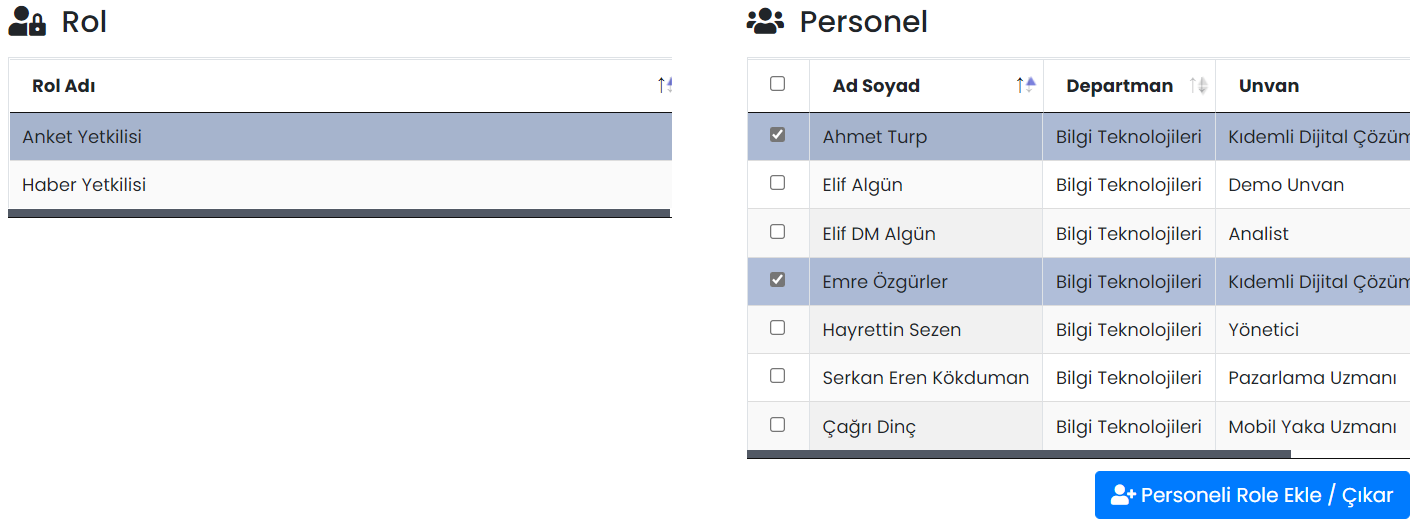 Rol
Rol Adı
Anket Yetkilisi
Haber Yetkilisi
Personel
Ad Soyad Departman Unvan
Ahmet Turp Bilgi Teknolojileri Kıdemli Dijital Çözüm
Elif Algün Bilgi Teknolojileri Demo Unvan
Elif DM Algün Bilgi Teknolojileri Analist
Emre Özgürler Bilgi Teknolojileri Kıdemli Dijital Çözüm
Hayrettin Sezen Bilgi Teknolojileri Yönetici
Serkan Eren Kökduman Bilgi Teknolojileri Pazarlama Uzmanı
Çağrı Dinç Bilgi Teknolojileri Mobil Yaka Uzmanı
Personeli Role Ekle / Çıkar